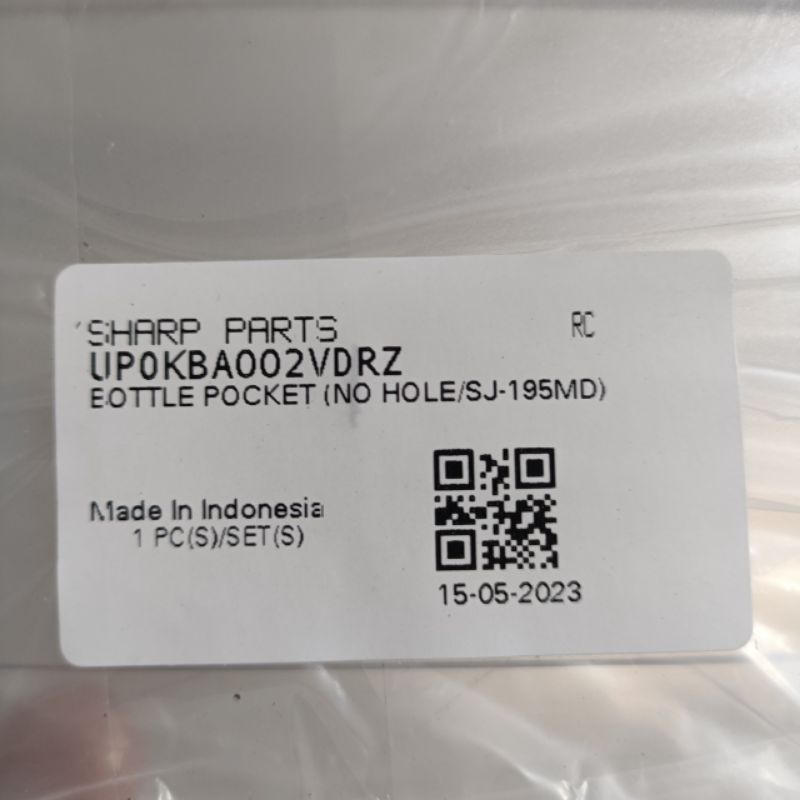 SHARP PARTS RC
UP0KBA002VDRZ
BOTTLE POCKET (NO HOLE/SJ-195MD)
Made In Indonesia
1 PC(S)/SET(S)
15-05-2023